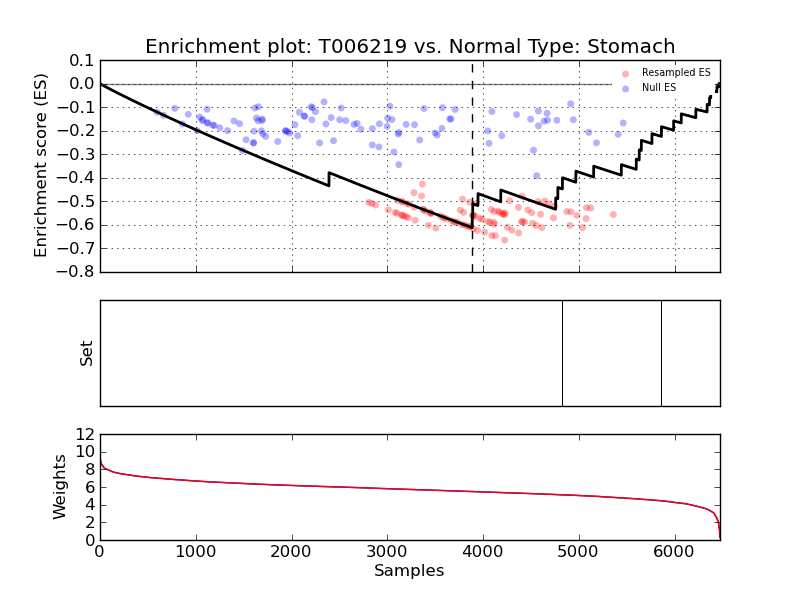 Enrichment plot: T006219 vs. Normal Type: Stomach
Enrichment score (ES)
0.1
0.0
−0.1
−0.2
−0.3
−0.4
−0.5
−0.6
−0.7
−0.8
Resampled ES
Null ES
Set
Weights
12
10
8
6
4
2
0
0 1000 2000 3000 4000 5000 6000
Samples